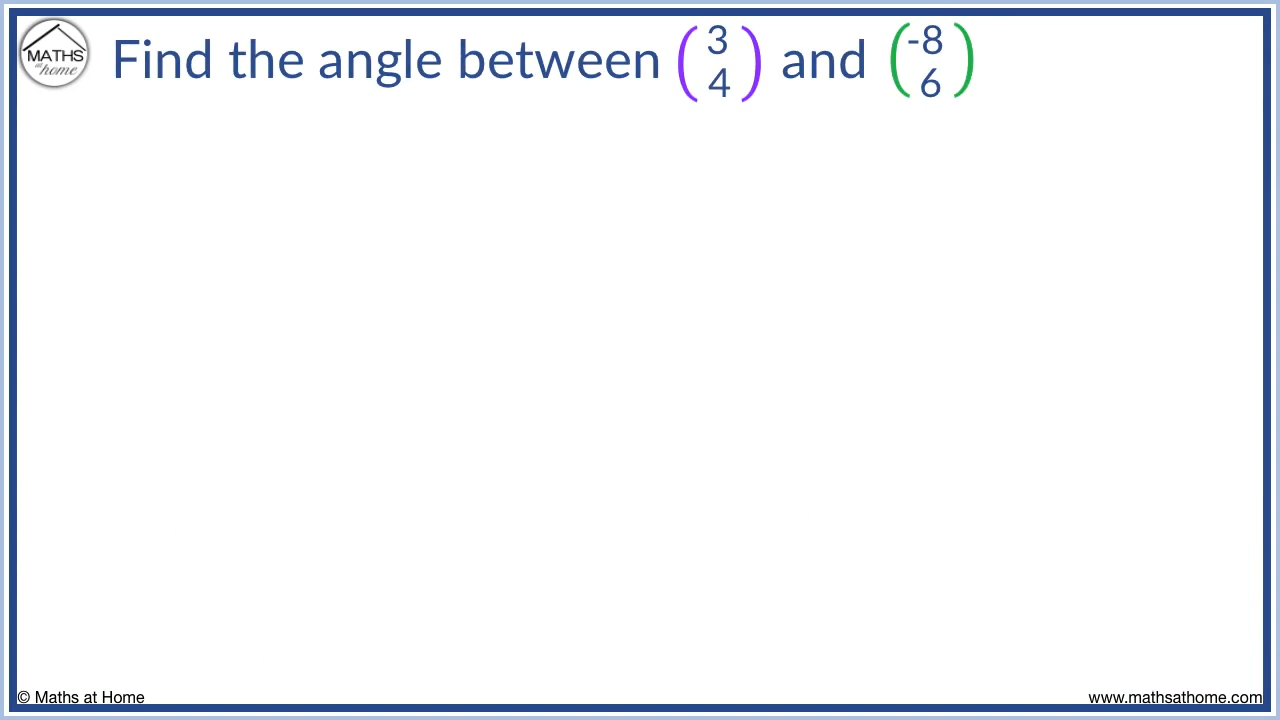 MATHS
at
home
Find the angle between (3 4) and (-8 6)
© Maths at Home
www.mathsathome.com